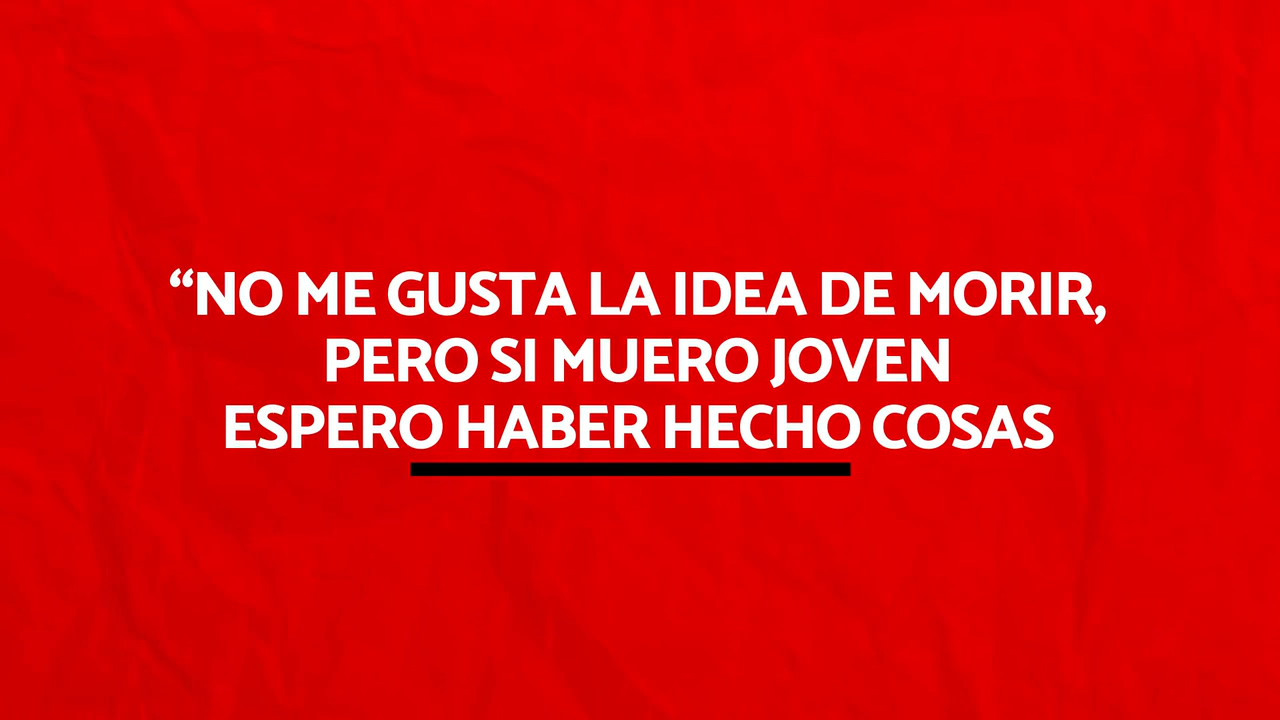 “NO ME GUSTA LA IDEA DE MORIR,
PERO SI MUERO JOVEN
ESPERO HABER HECHO COSAS